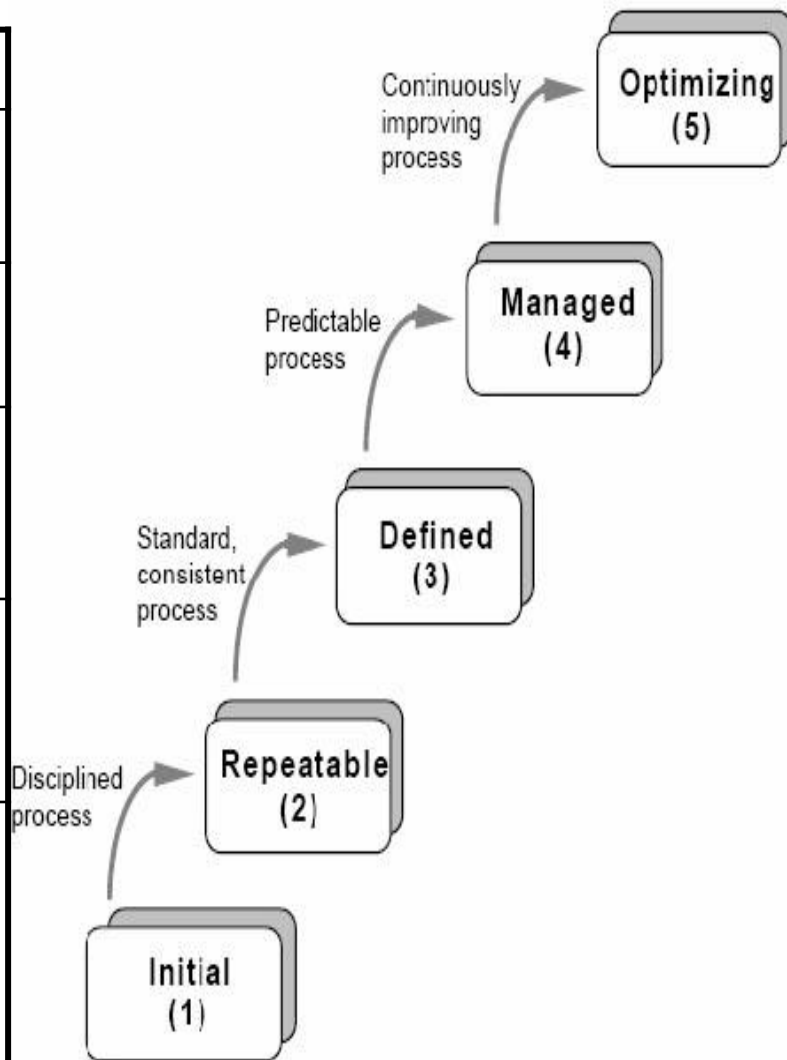 Optimizing
(5)
Continuously
improving
process
Managed
(4)
Predictable
process
Defined
(3)
Standard,
consistent
process
Repeatable
(2)
Disciplined
process
Initial
(1)